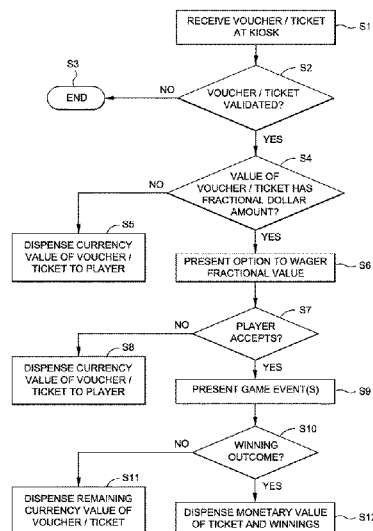 RECEIVE VOUCHER / TICKET
AT KIOSK
S1
S3
END
NO
S2
VOUCHER / TICKET
VALIDATED?
YES
S4
NO
VALUE OF
VOUCHER / TICKET HAS
FRACTIONAL DOLLAR
AMOUNT?
S5
YES
DISPENSE CURRENCY
VALUE OF VOUCHER /
TICKET TO PLAYER
PRESENT OPTION TO WAGER
FRACTIONAL VALUE
S6
S7
NO
PLAYER
ACCEPTS?
S8
YES
DISPENSE CURRENCY
VALUE OF VOUCHER /
TICKET TO PLAYER
PRESENT GAME EVENT(S)
S9
S10
NO
WINNING
OUTCOME?
S11
YES
DISPENSE REMAINING
CURRENCY VALUE OF
VOUCHER / TICKET
DISPENSE MONETARY VALUE
OF TICKET AND WINNINGS
S12